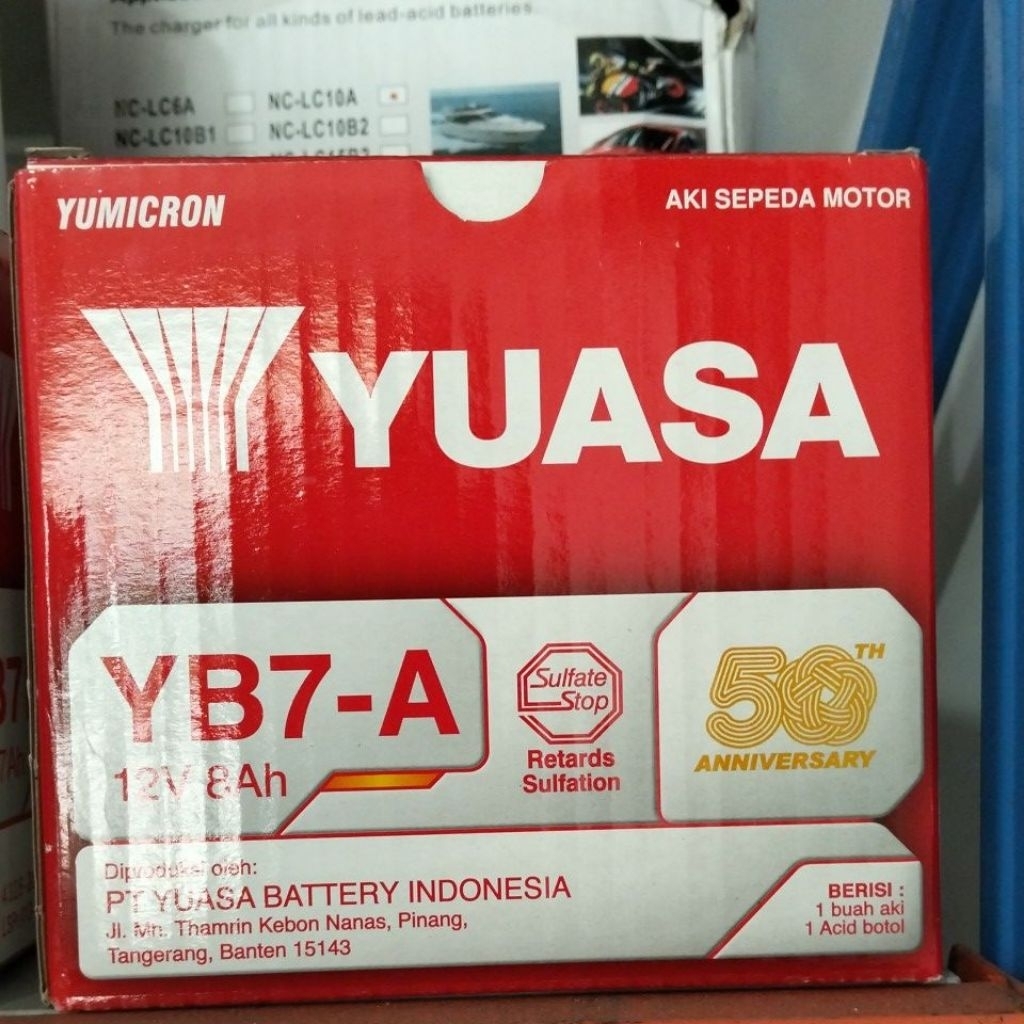 The charger for all kinds of lead-acid batteries
NC-LC6A NC-LC10A
NC-LC10B1 NC-LC10B2
YUMICRON
AKI SEPEDA MOTOR
YUASA
YB7-A
12V 8Ah
Sulfate
Stop
Retards
Sulfation
50TH
ANNIVERSARY
Diproduksi oleh:
PT YUASA BATTERY INDONESIA
Jl. Mh. Thamrin Kebon Nanas, Pinang,
Tangerang, Banten 15143
BERISI :
1 buah aki
1 Acid botol